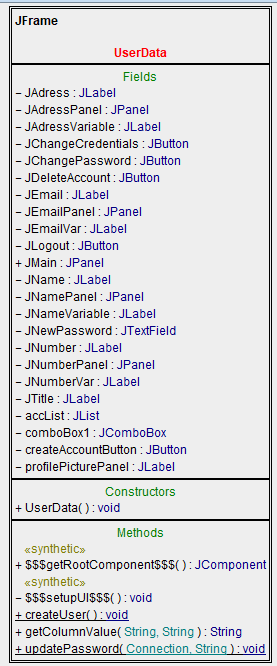 JFrame
UserData
Fields
– JAdress : JLabel
– JAdressPanel : JPanel
– JAdressVariable : JLabel
– JChangeCredentials : JButton
– JChangePassword : JButton
– JDeleteAccount : JButton
– JEmail : JLabel
– JEmailPanel : JPanel
– JEmailVar : JLabel
– JLogout : JButton
+ JMain : JPanel
– JName : JLabel
– JNamePanel : JPanel
– JNameVariable : JLabel
– JNewPassword : JTextField
– JNumber : JLabel
– JNumberPanel : JPanel
– JNumberVar : JLabel
– JTitle : JLabel
– accList : JList
– comboBox1 : JComboBox
– createAccountButton : JButton
– profilePicturePanel : JLabel
Constructors
+ UserData( ) : void
Methods
«synthetic»
+ $$$getRootComponent$$$( ) : JComponent
«synthetic»
– $$$setupUI$$$( ) : void
+ createUser( ) : void
+ getColumnValue( String, String ) : String
+ updatePassword( Connection, String ) : void